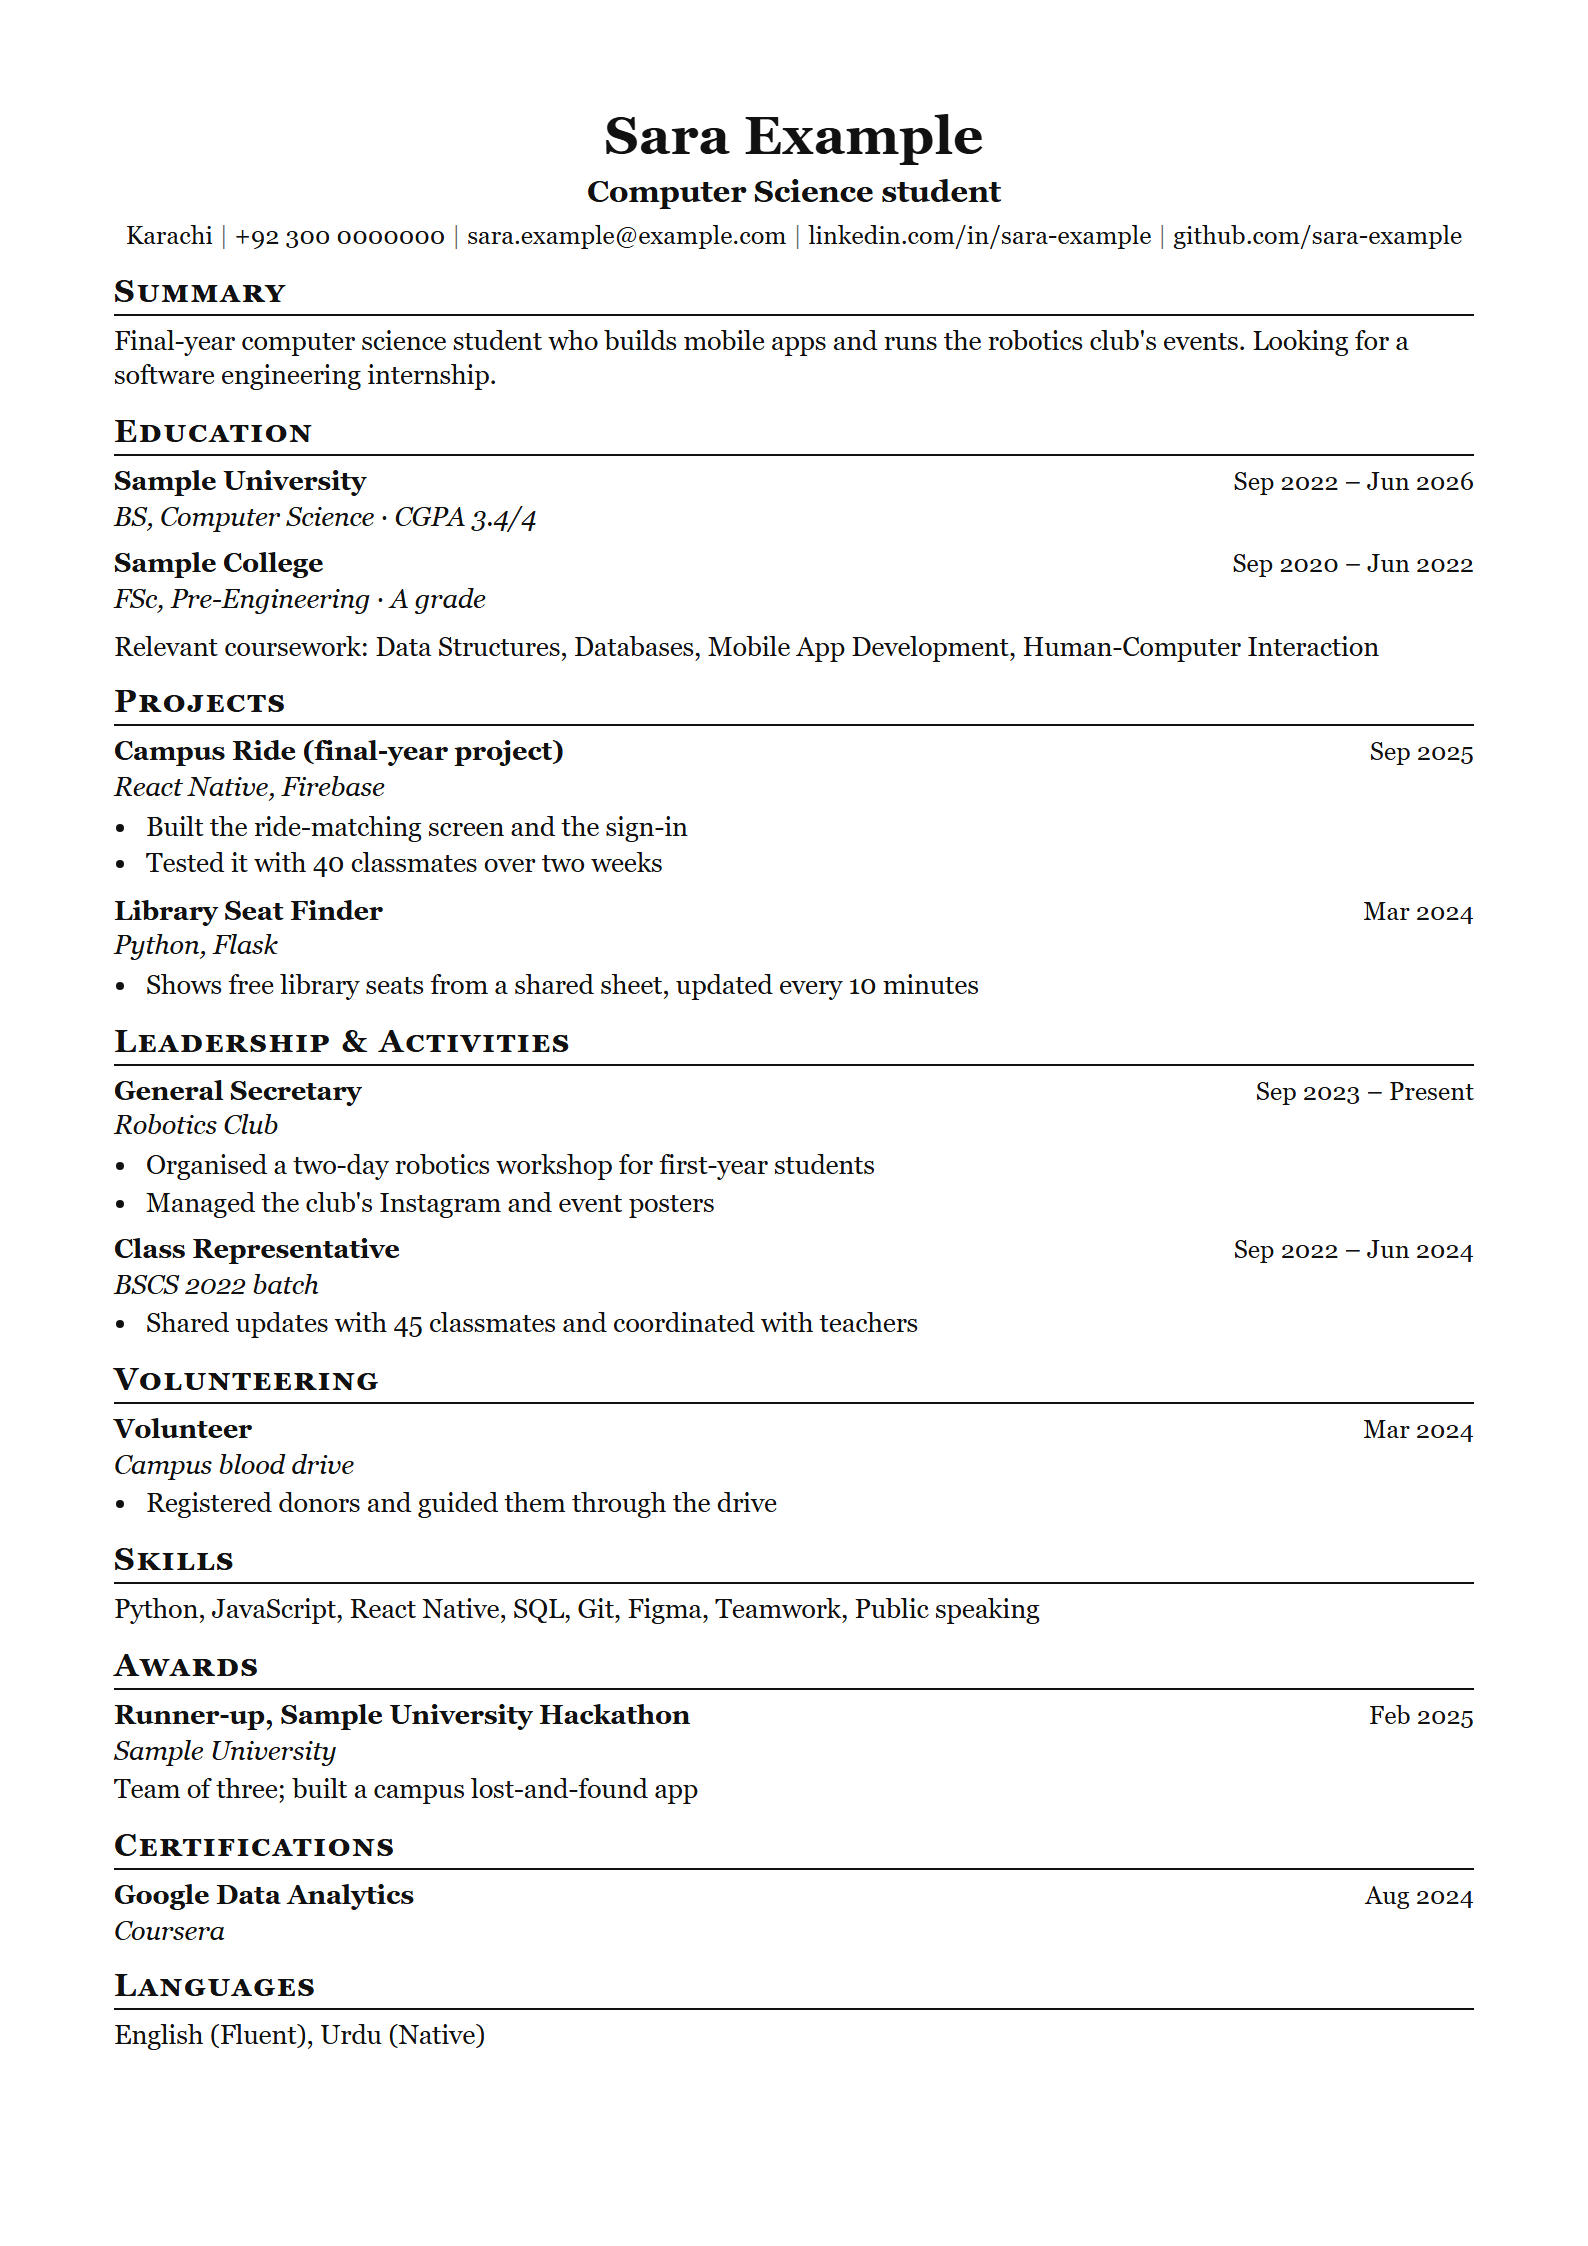 Sara Example
Computer Science student
Karachi | +92 300 0000000 | sara.example@example.com | linkedin.com/in/sara-example | github.com/sara-example
Summary
Final-year computer science student who builds mobile apps and runs the robotics club's events. Looking for a
software engineering internship.
Education
Sample University Sep 2022 – Jun 2026
BS, Computer Science · CGPA 3.4/4
Sample College Sep 2020 – Jun 2022
FSc, Pre-Engineering · A grade
Relevant coursework: Data Structures, Databases, Mobile App Development, Human-Computer Interaction
Projects
Campus Ride (final-year project) Sep 2025
React Native, Firebase
• Built the ride-matching screen and the sign-in
• Tested it with 40 classmates over two weeks
Library Seat Finder Mar 2024
Python, Flask
• Shows free library seats from a shared sheet, updated every 10 minutes
Leadership & Activities
General Secretary Sep 2023 – Present
Robotics Club
• Organised a two-day robotics workshop for first-year students
• Managed the club's Instagram and event posters
Class Representative Sep 2022 – Jun 2024
BSCS 2022 batch
• Shared updates with 45 classmates and coordinated with teachers
Volunteering
Volunteer Mar 2024
Campus blood drive
• Registered donors and guided them through the drive
Skills
Python, JavaScript, React Native, SQL, Git, Figma, Teamwork, Public speaking
Awards
Runner-up, Sample University Hackathon Feb 2025
Sample University
Team of three; built a campus lost-and-found app
Certifications
Google Data Analytics Aug 2024
Coursera
Languages
English (Fluent), Urdu (Native)